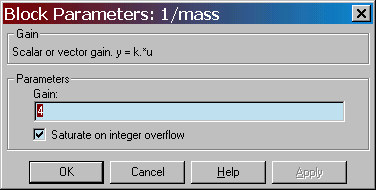 Block Parameters: 1/mass
Gain
Scalar or vector gain. y = k.*u
Parameters
Gain:
4
Saturate on integer overflow
OK Cancel Help Apply